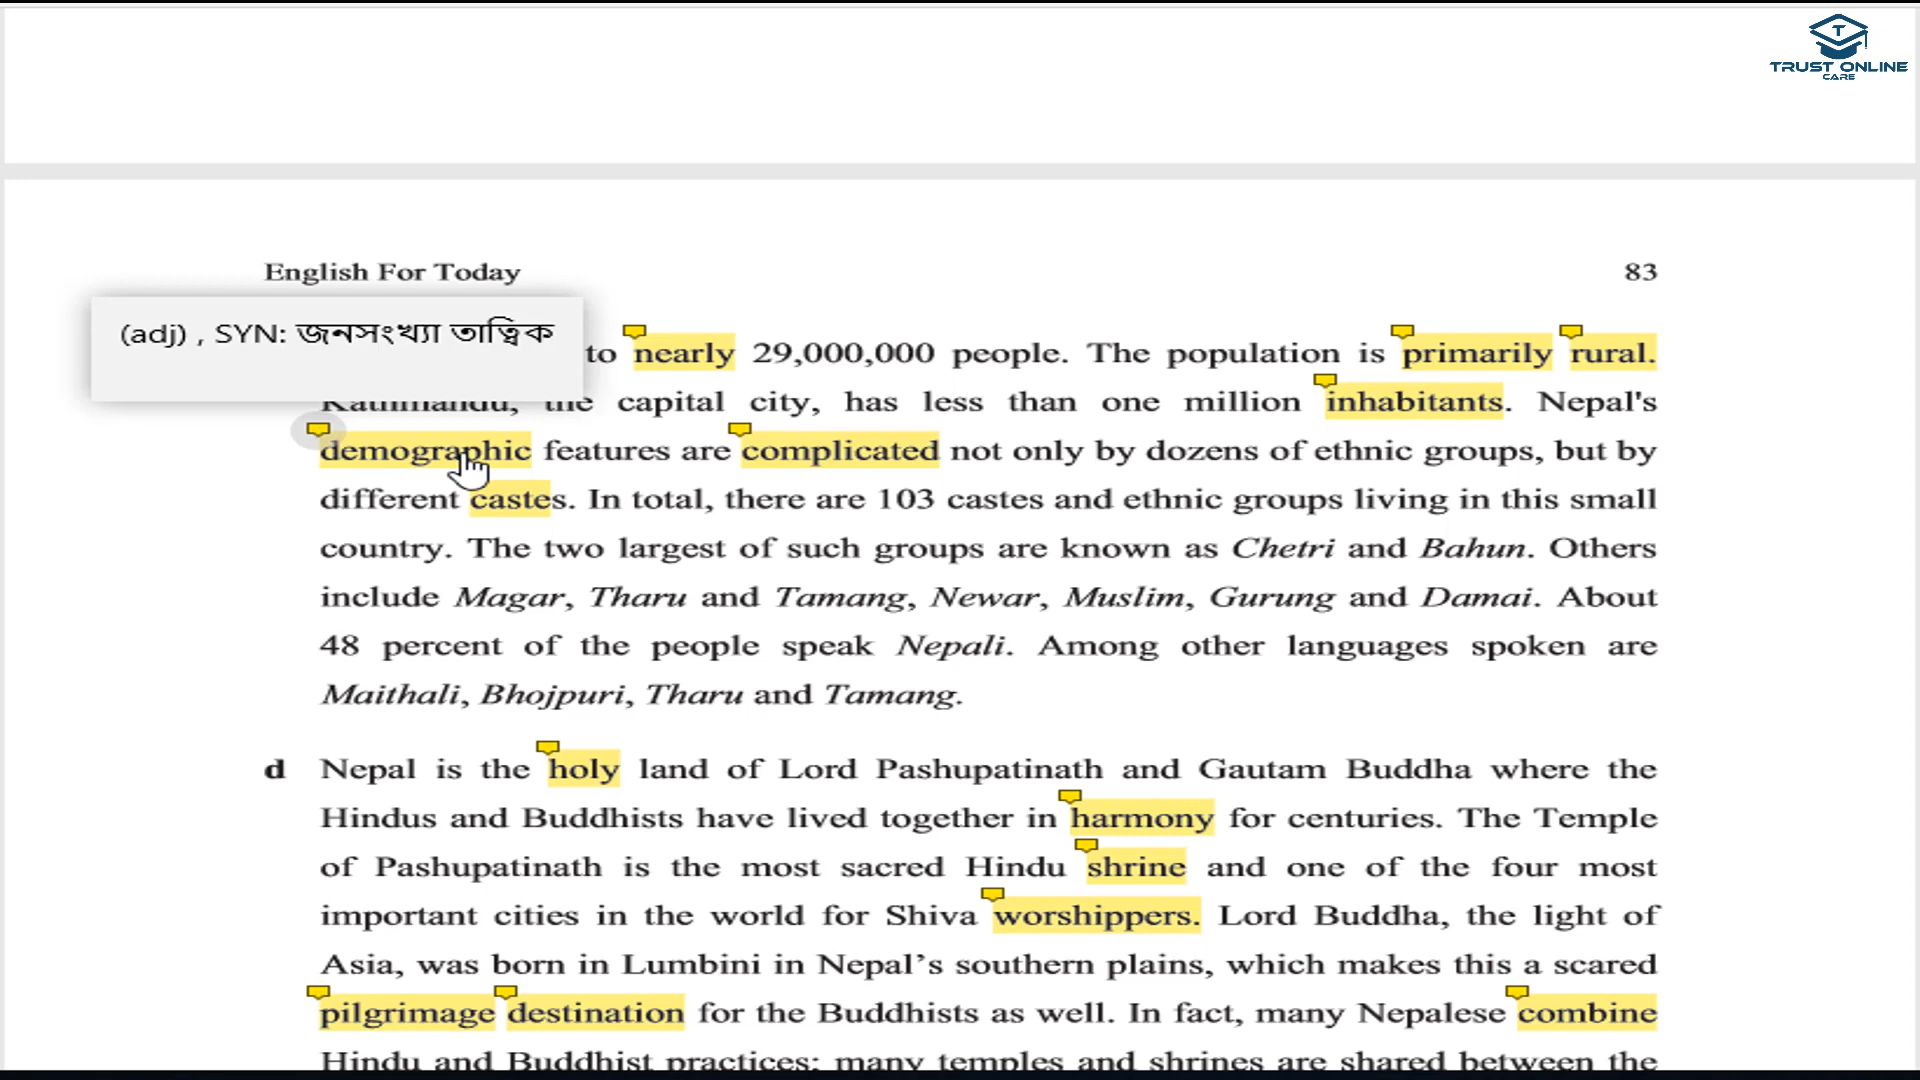 TRUST ONLINE
CARE
English For Today 83
(adj) , SYN: জনসংখ্যা তাত্বিক
to nearly 29,000,000 people. The population is primarily rural.
Kathmandu, the capital city, has less than one million inhabitants. Nepal's
demographic features are complicated not only by dozens of ethnic groups, but by
different castes. In total, there are 103 castes and ethnic groups living in this small
country. The two largest of such groups are known as Chetri and Bahun. Others
include Magar, Tharu and Tamang, Newar, Muslim, Gurung and Damai. About
48 percent of the people speak Nepali. Among other languages spoken are
Maithali, Bhojpuri, Tharu and Tamang.
d Nepal is the holy land of Lord Pashupatinath and Gautam Buddha where the
Hindus and Buddhists have lived together in harmony for centuries. The Temple
of Pashupatinath is the most sacred Hindu shrine and one of the four most
important cities in the world for Shiva worshippers. Lord Buddha, the light of
Asia, was born in Lumbini in Nepal’s southern plains, which makes this a scared
pilgrimage destination for the Buddhists as well. In fact, many Nepalese combine
Hindu and Buddhist practices; many temples and shrines are shared between the